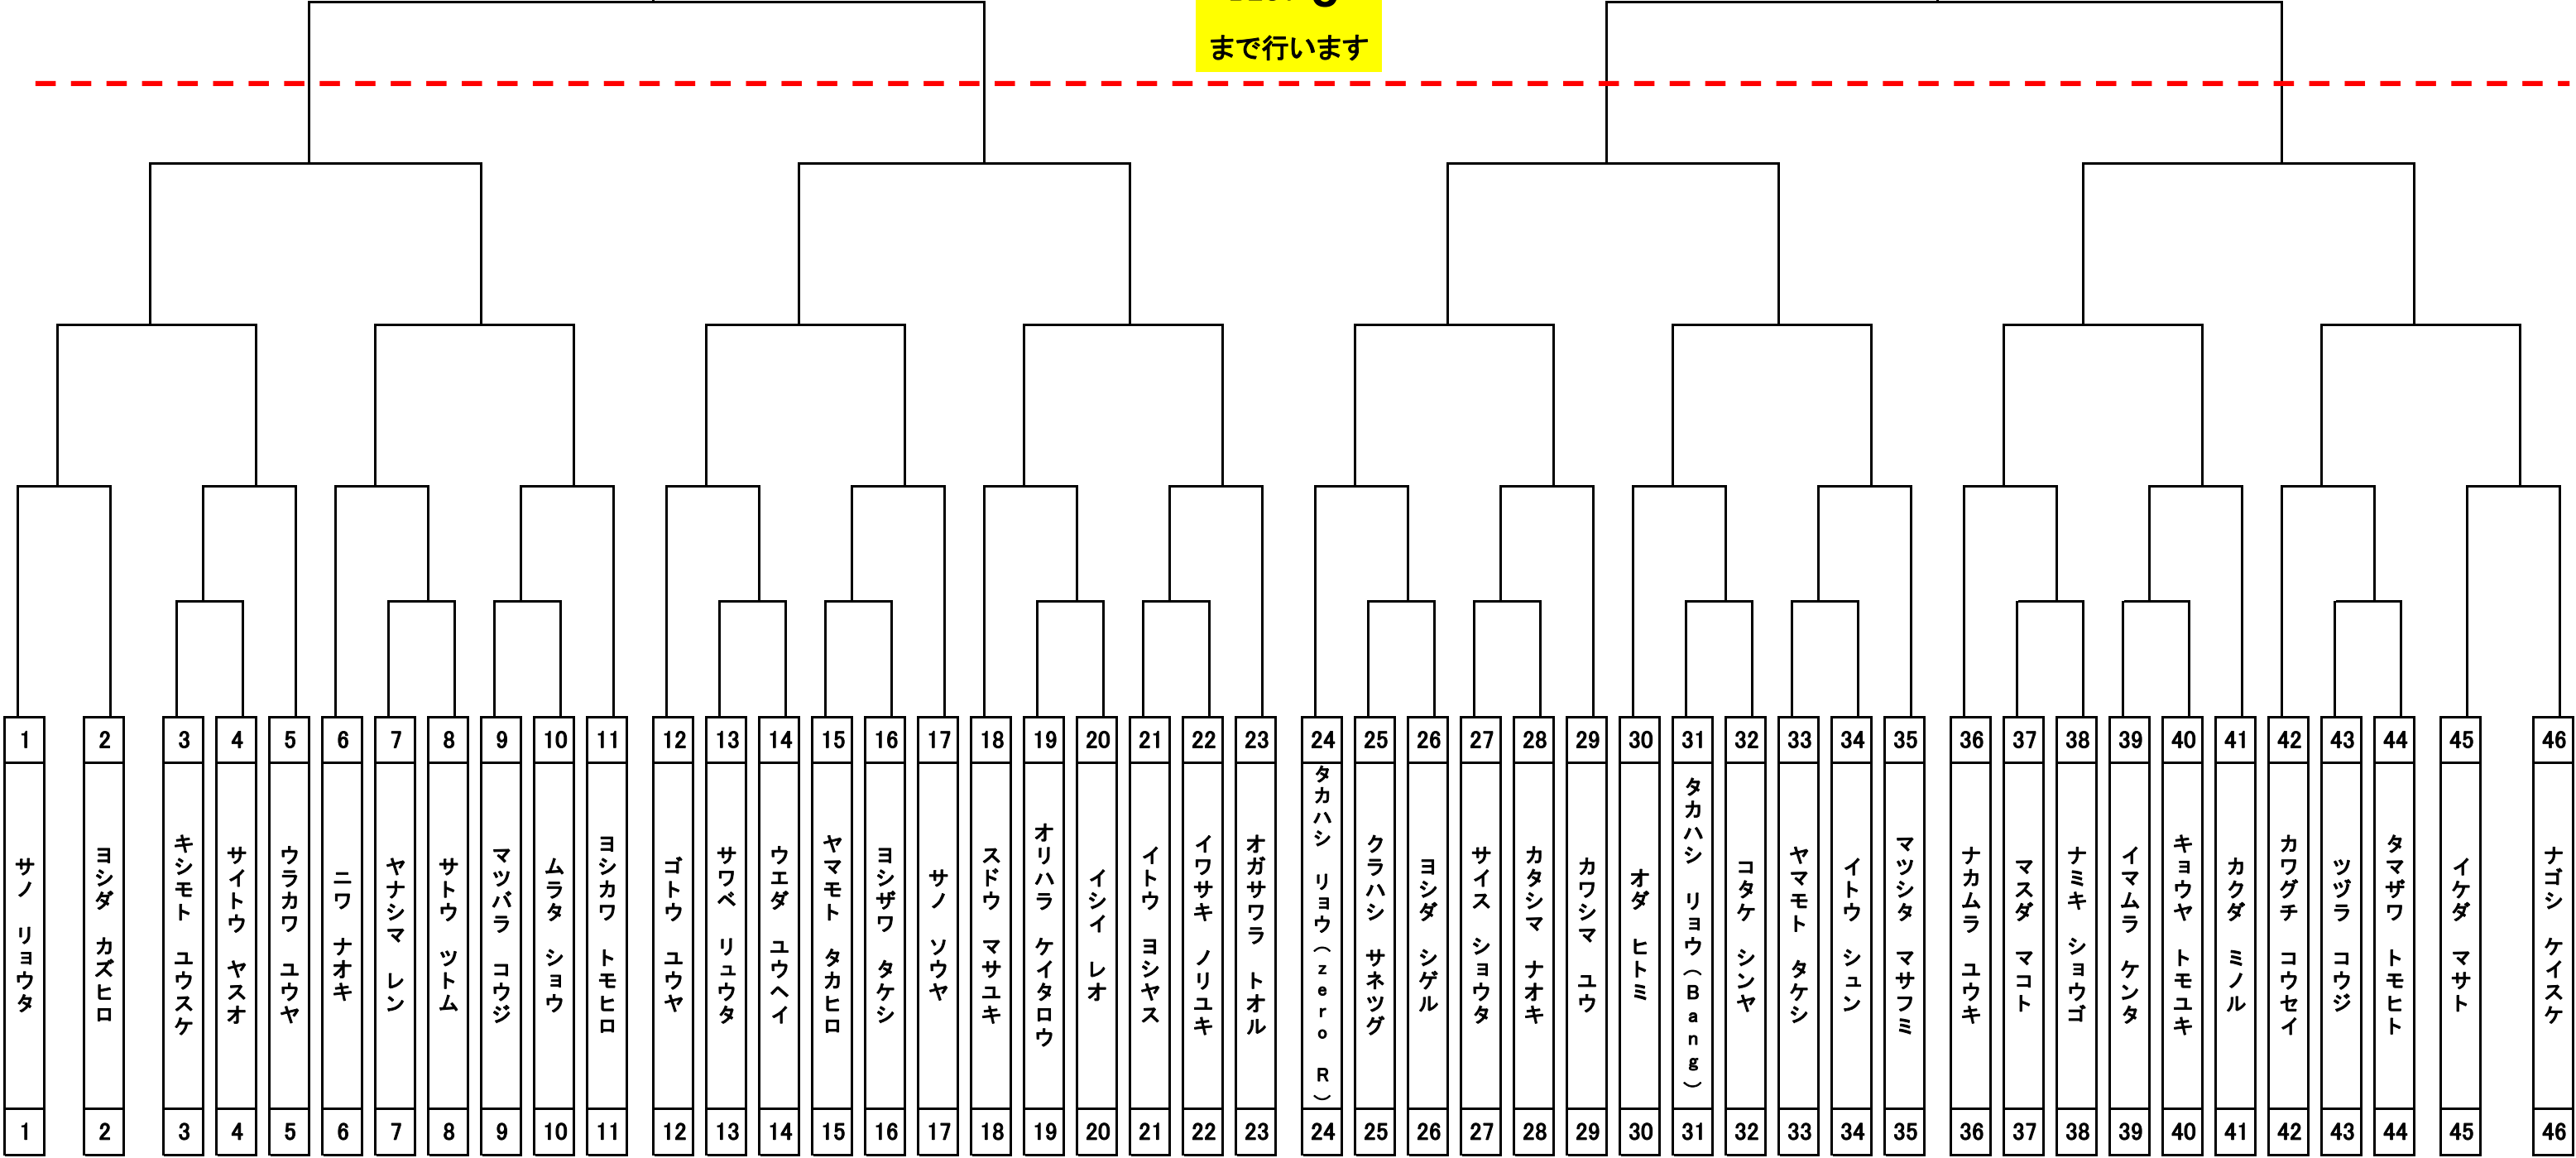 まで行います
1 2 3 4 5 6 7 8 9 10 11 12 13 14 15 16 17 18 19 20 21 22 23 24 25 26 27 28 29 30 31 32 33 34 35 36 37 38 39 40 41 42 43 44 45 46
サノ リョウタ
ヨシダ カズヒロ
キシモト ユウスケ
サイトウ ヤスオ
ウラカワ ユウヤ
ニワ ナオキ
ヤナシマ レン
サトウ ツトム
マツバラ コウジ
ムラタ ショウ
ヨシカワ トモヒロ
ゴトウ ユウヤ
サワベ リュウタ
ウエダ ユウヘイ
ヤマモト タカヒロ
ヨシザワ タケシ
サノ ソウヤ
スドウ マサユキ
オリハラ ケイタロウ
イシイ レオ
イトウ ヨシヤス
イワサキ ノリユキ
オガサワラ トオル
タカハシ リョウ（zero R）
クラハシ サネツグ
ヨシダ シゲル
サイス ショウタ
カタシマ ナオキ
カワシマ ユウ
オダ ヒトミ
タカハシ リョウ（Bang）
コタケ シンヤ
ヤマモト タケシ
イトウ シュン
マツシタ マサフミ
ナカムラ ユウキ
マスダ マコト
ナミキ ショウゴ
イマムラ ケンタ
キョウヤ トモユキ
カクダ ミノル
カワグチ コウセイ
ツヅラ コウジ
タマザワ トモヒト
イケダ マサト
ナゴシ ケイスケ
1 2 3 4 5 6 7 8 9 10 11 12 13 14 15 16 17 18 19 20 21 22 23 24 25 26 27 28 29 30 31 32 33 34 35 36 37 38 39 40 41 42 43 44 45 46